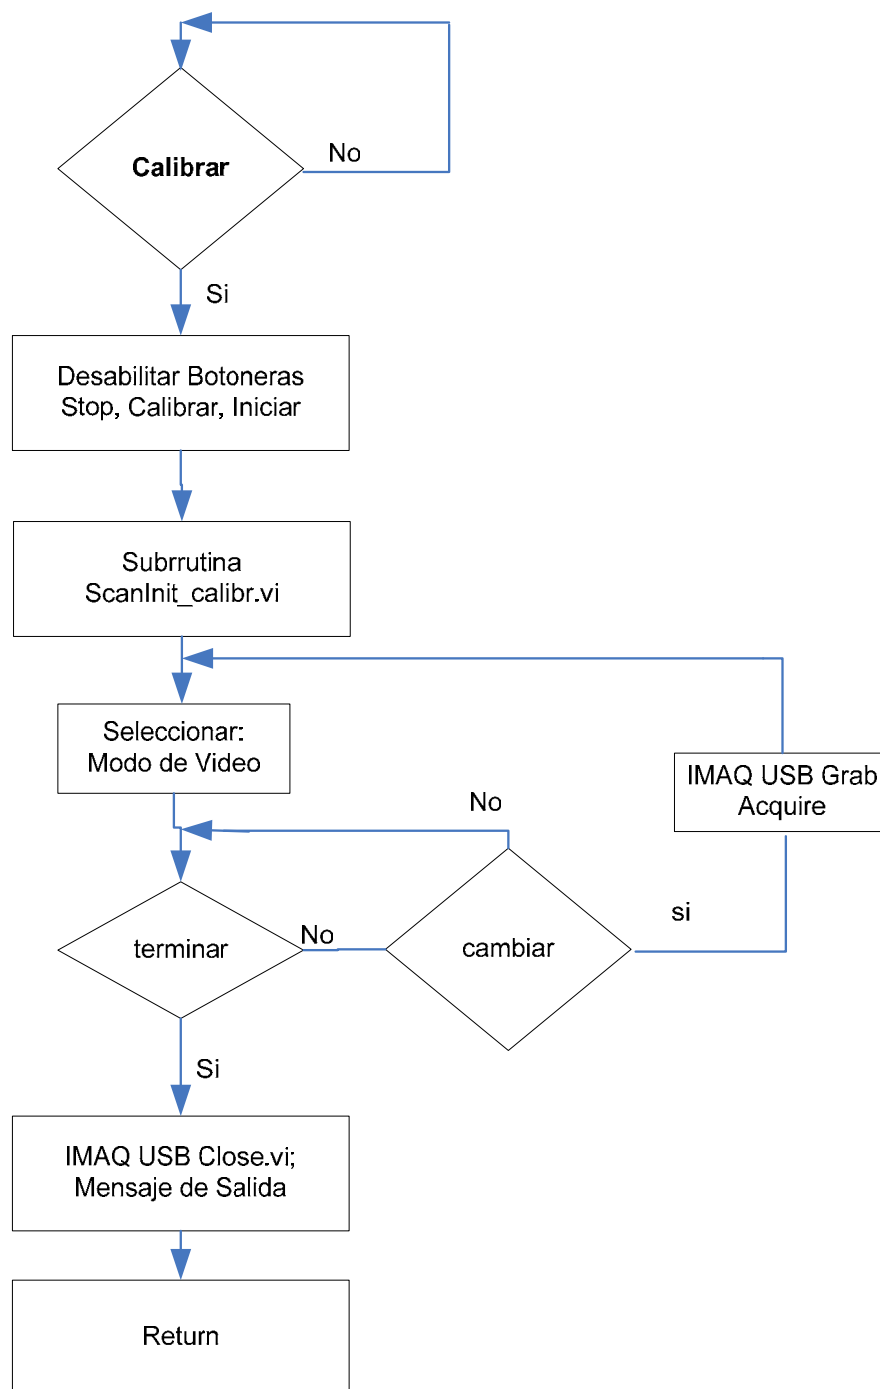 Calibrar
No
Si
Desabilitar Botoneras
Stop, Calibrar, Iniciar
Subrrutina
ScanInit_calibr.vi
Seleccionar:
Modo de Video
IMAQ USB Grab
Acquire
No
si
terminar
No
cambiar
Si
IMAQ USB Close.vi;
Mensaje de Salida
Return